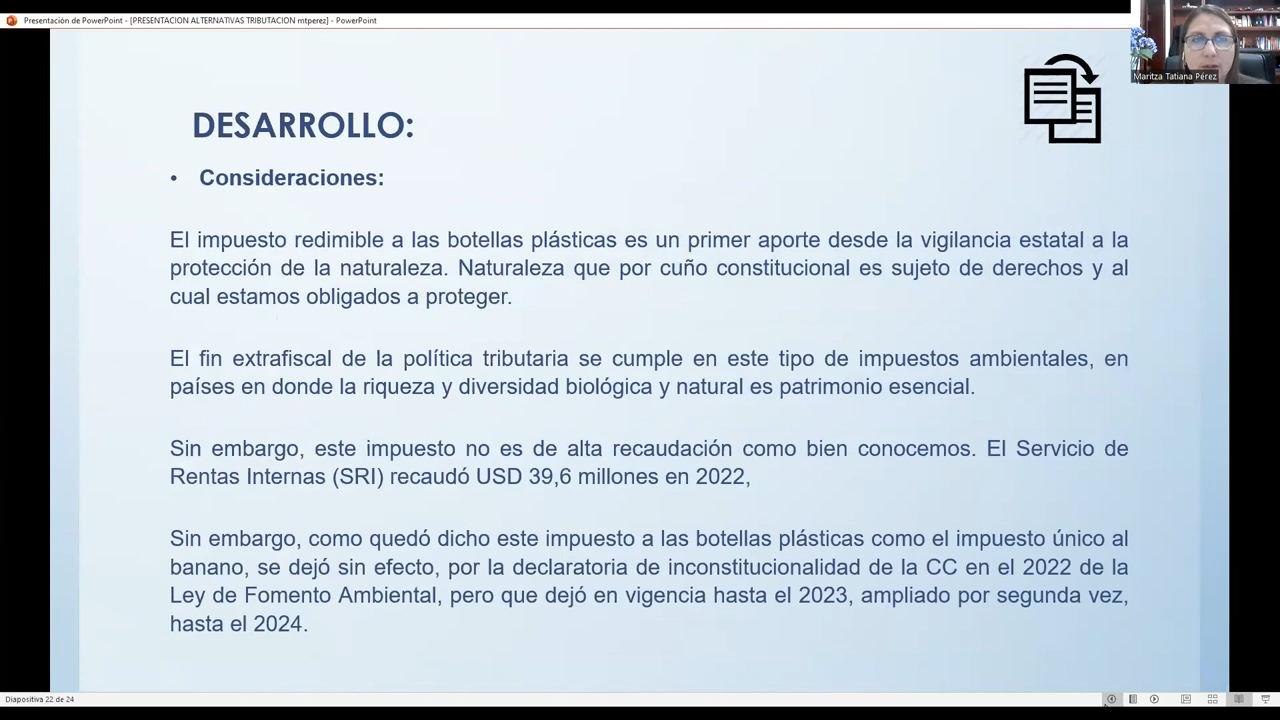 Presentación de PowerPoint - [PRESENTACION ALTERNATIVAS TRIBUTACION mtperez] - PowerPoint
Maritza Tatiana Pérez
DESARROLLO:
• Consideraciones:
El impuesto redimible a las botellas plásticas es un primer aporte desde la vigilancia estatal a la
protección de la naturaleza. Naturaleza que por cuño constitucional es sujeto de derechos y al
cual estamos obligados a proteger.
El fin extrafiscal de la política tributaria se cumple en este tipo de impuestos ambientales, en
países en donde la riqueza y diversidad biológica y natural es patrimonio esencial.
Sin embargo, este impuesto no es de alta recaudación como bien conocemos. El Servicio de
Rentas Internas (SRI) recaudó USD 39,6 millones en 2022,
Sin embargo, como quedó dicho este impuesto a las botellas plásticas como el impuesto único al
banano, se dejó sin efecto, por la declaratoria de inconstitucionalidad de la CC en el 2022 de la
Ley de Fomento Ambiental, pero que dejó en vigencia hasta el 2023, ampliado por segunda vez,
hasta el 2024.
Diapositiva 22 de 24